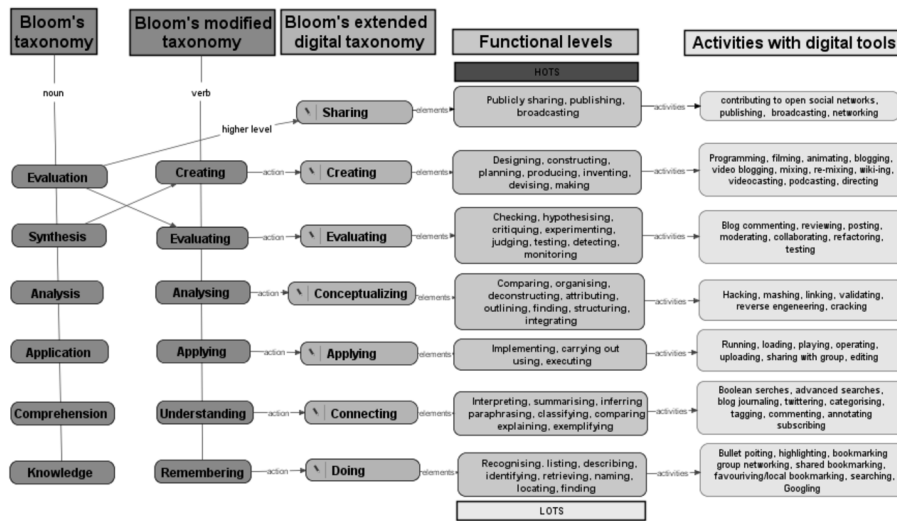 Bloom's
taxonomy
Bloom's modified
taxonomy
Bloom's extended
digital taxonomy
Functional levels
Activities with digital tools
HOTS
noun
verb
higher level
Sharing
elements
Publicly sharing, publishing,
broadcasting
activities
contributing to open social networks,
publishing, broadcasting, networking
Evaluation
Creating
action
Creating
elements
Designing, constructing,
planning, producing, inventing,
devising, making
activities
Programming, filming, animating, blogging,
video blogging, mixing, re-mixing, wiki-ing,
videocasting, podcasting, directing
Synthesis
Evaluating
action
Evaluating
elements
Checking, hypothesising,
critiquing, experimenting,
judging, testing, detecting,
monitoring
activities
Blog commenting, reviewing, posting,
moderating, collaborating, refactoring,
testing
Analysis
Analysing
action
Conceptualizing
elements
Comparing, organising,
deconstructing, attributing,
outlining, finding, structuring,
integrating
activities
Hacking, mashing, linking, validating,
reverse engeneering, cracking
Application
Applying
action
Applying
elements
Implementing, carrying out
using, executing
activities
Running, loading, playing, operating,
uploading, sharing with group, editing
Comprehension
Understanding
action
Connecting
elements
Interpreting, summarising, inferring
paraphrasing, classifying, comparing
explaining, exemplifying
activities
Boolean serches, advanced searches,
blog journaling, twittering, categorising,
tagging, commenting, annotating
subscribing
Knowledge
Remembering
action
Doing
elements
Recognising, listing, describing,
identifying, retrieving, naming,
locating, finding
activities
Bullet poiting, highlighting, bookmarking
group networking, shared bookmarking,
favouriving/local bookmarking, searching,
Googling
LOTS